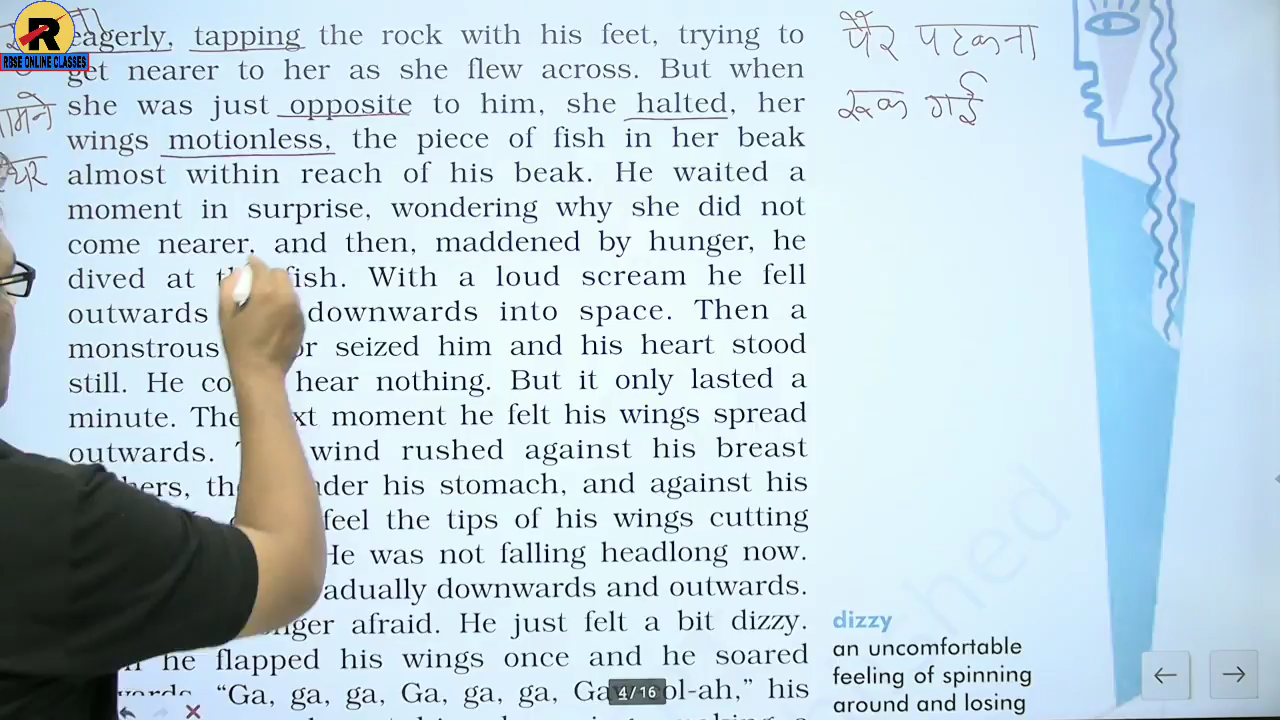 R
RBSE ONLINE CLASSES
eagerly, tapping the rock with his feet, trying to
get nearer to her as she flew across. But when
she was just opposite to him, she halted, her
wings motionless, the piece of fish in her beak
almost within reach of his beak. He waited a
moment in surprise, wondering why she did not
come nearer, and then, maddened by hunger, he
dived at fish. With a loud scream he fell
outwards downwards into space. Then a
monstrous seized him and his heart stood
still. He hear nothing. But it only lasted a
minute. moment he felt his wings spread
outwards. wind rushed against his breast
his stomach, and against his
feel the tips of his wings cutting
He was not falling headlong now.
downwards and outwards.
afraid. He just felt a bit dizzy.
he flapped his wings once and he soared
"Ga, ga, ga, Ga, ga, ga, his
पैर पटकना
रुक गई
dizzy
an uncomfortable
feeling of spinning
around and losing
4/16